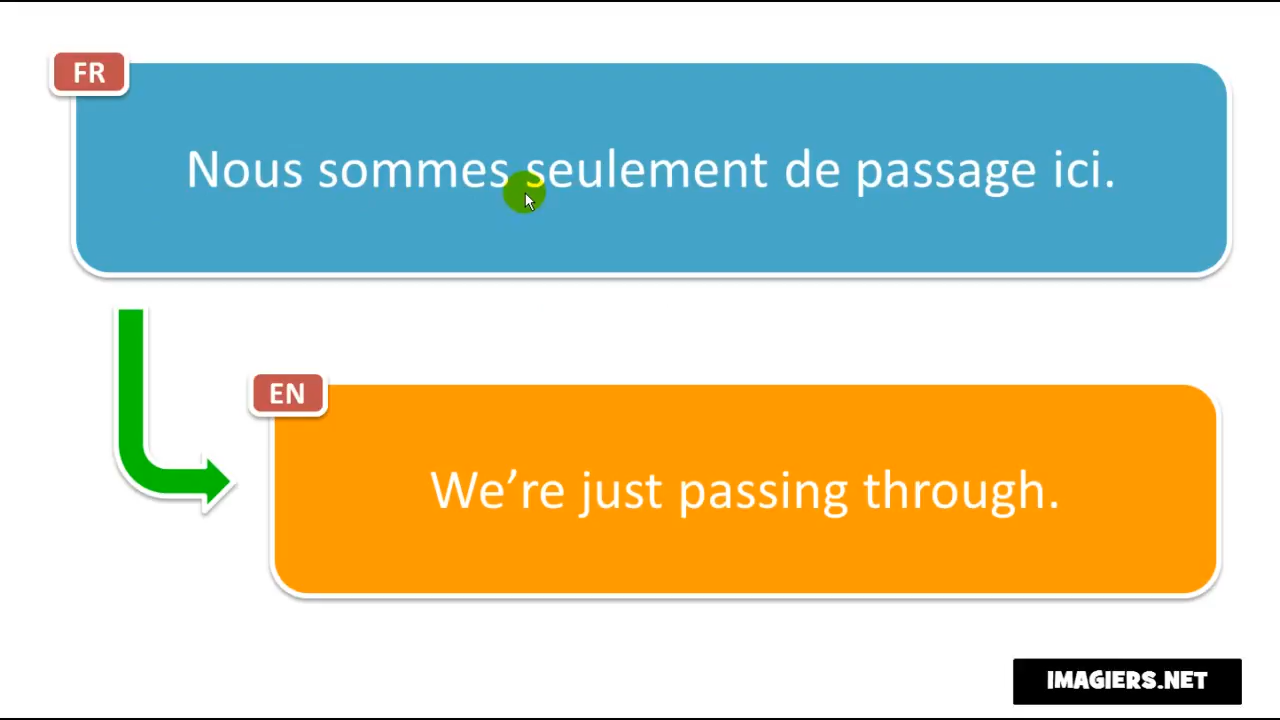 FR
Nous sommes seulement de passage ici.
EN
We’re just passing through.
IMAGIERS.NET